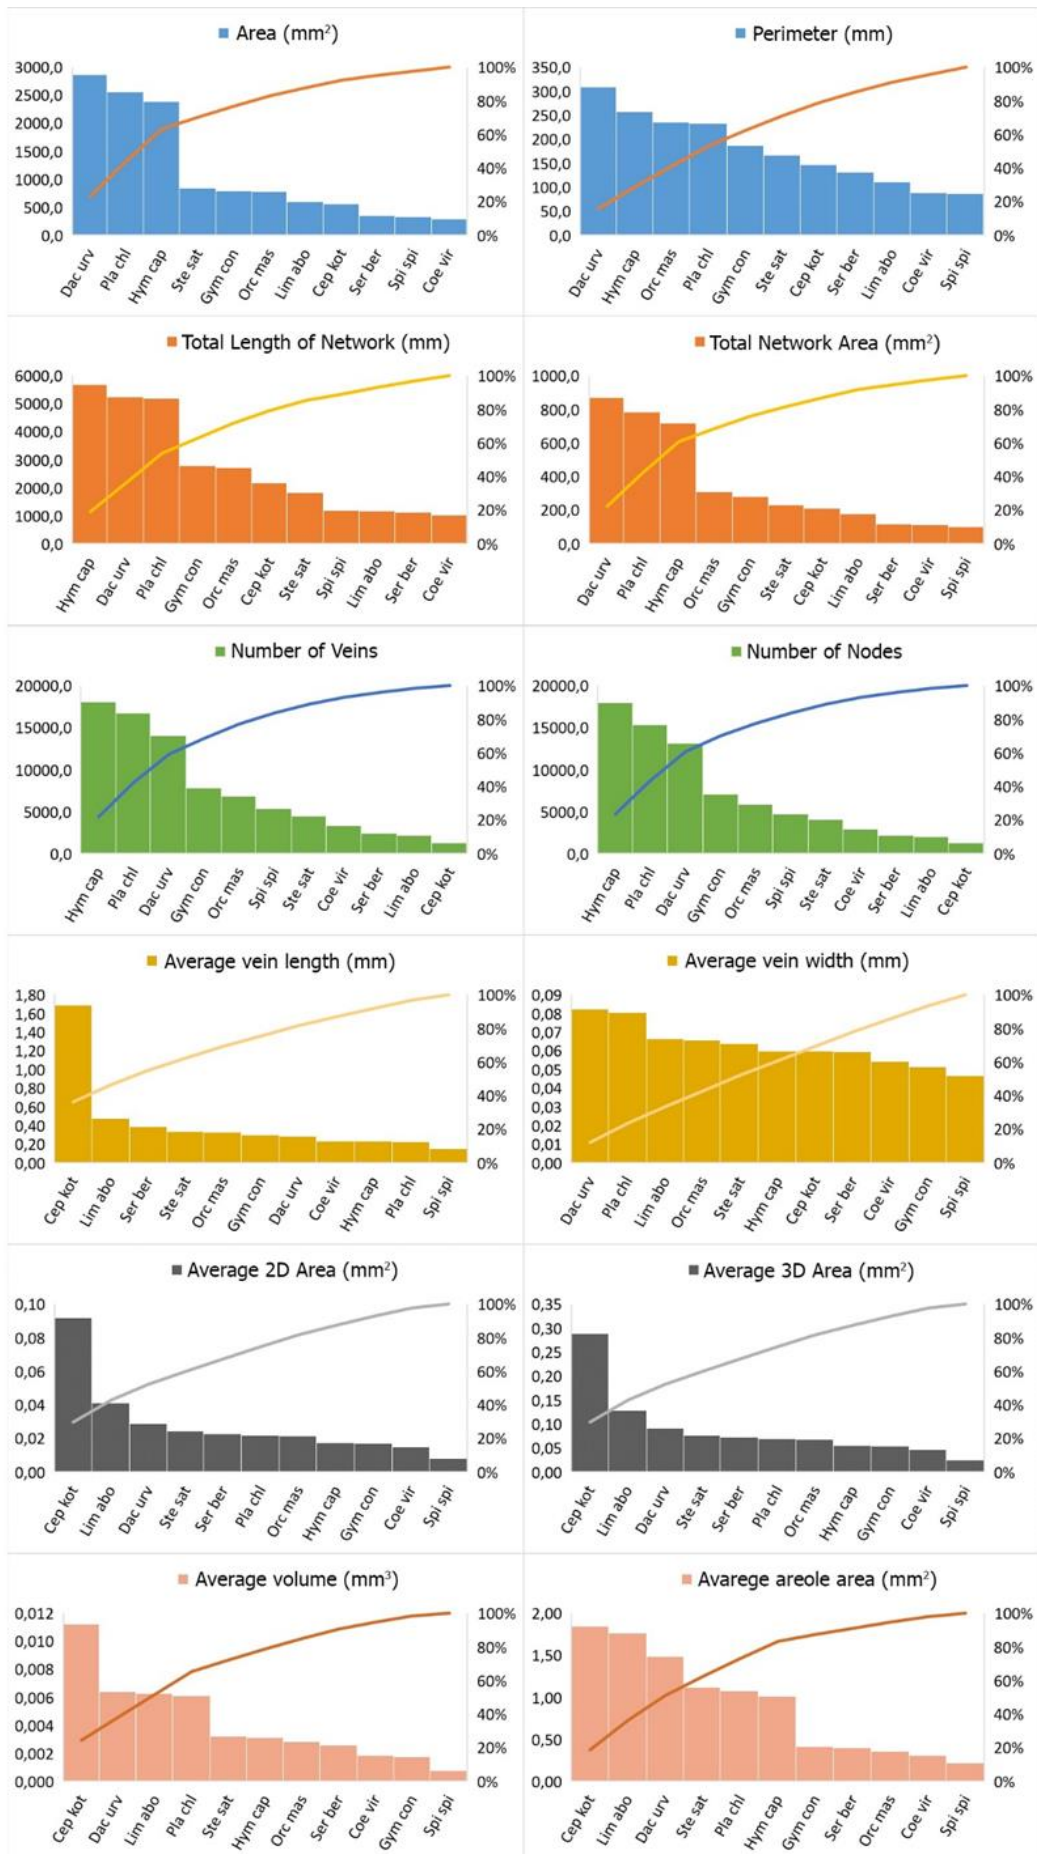 Area (mm²)
3000,0
2500,0
2000,0
1500,0
1000,0
500,0
0,0
100%
80%
60%
40%
20%
0%
Dac urv
Pla chl
Hym cap
Ste sat
Gym con
Orc mas
Lim abo
Cep kot
Ser ber
Spi spi
Coe vir
Perimeter (mm)
350,0
300,0
250,0
200,0
150,0
100,0
50,0
0,0
100%
80%
60%
40%
20%
0%
Dac urv
Hym cap
Orc mas
Pla chl
Gym con
Ste sat
Cep kot
Ser ber
Lim abo
Coe vir
Spi spi
Total Length of Network (mm)
6000,0
5000,0
4000,0
3000,0
2000,0
1000,0
0,0
100%
80%
60%
40%
20%
0%
Hym cap
Dac urv
Pla chl
Gym con
Orc mas
Cep kot
Ste sat
Spi spi
Lim abo
Ser ber
Coe vir
Total Network Area (mm²)
1000,0
800,0
600,0
400,0
200,0
0,0
100%
80%
60%
40%
20%
0%
Dac urv
Pla chl
Hym cap
Orc mas
Gym con
Ste sat
Cep kot
Lim abo
Ser ber
Coe vir
Spi spi
Number of Veins
20000,0
15000,0
10000,0
5000,0
0,0
100%
80%
60%
40%
20%
0%
Hym cap
Pla chl
Dac urv
Gym con
Orc mas
Spi spi
Ste sat
Coe vir
Ser ber
Lim abo
Cep kot
Number of Nodes
20000,0
15000,0
10000,0
5000,0
0,0
100%
80%
60%
40%
20%
0%
Hym cap
Pla chl
Dac urv
Gym con
Orc mas
Spi spi
Ste sat
Coe vir
Ser ber
Lim abo
Cep kot
Average vein length (mm)
1,80
1,60
1,40
1,20
1,00
0,80
0,60
0,40
0,20
0,00
100%
80%
60%
40%
20%
0%
Cep kot
Lim abo
Ser ber
Ste sat
Orc mas
Gym con
Dac urv
Coe vir
Hym cap
Pla chl
Spi spi
Average vein width (mm)
0,09
0,08
0,07
0,06
0,05
0,04
0,03
0,02
0,01
0,00
100%
80%
60%
40%
20%
0%
Dac urv
Pla chl
Lim abo
Orc mas
Ste sat
Hym cap
Cep kot
Ser ber
Coe vir
Gym con
Spi spi
Average 2D Area (mm²)
0,10
0,08
0,06
0,04
0,02
0,00
100%
80%
60%
40%
20%
0%
Cep kot
Lim abo
Dac urv
Ste sat
Ser ber
Pla chl
Orc mas
Hym cap
Gym con
Coe vir
Spi spi
Average 3D Area (mm²)
0,35
0,30
0,25
0,20
0,15
0,10
0,05
0,00
100%
80%
60%
40%
20%
0%
Cep kot
Lim abo
Dac urv
Ste sat
Ser ber
Pla chl
Orc mas
Hym cap
Gym con
Coe vir
Spi spi
Average volume (mm³)
0,012
0,010
0,008
0,006
0,004
0,002
0,000
100%
80%
60%
40%
20%
0%
Cep kot
Dac urv
Lim abo
Pla chl
Ste sat
Hym cap
Orc mas
Ser ber
Coe vir
Gym con
Spi spi
Avarege areole area (mm²)
2,00
1,50
1,00
0,50
0,00
100%
80%
60%
40%
20%
0%
Cep kot
Lim abo
Dac urv
Ste sat
Pla chl
Hym cap
Gym con
Ser ber
Orc mas
Coe vir
Spi spi